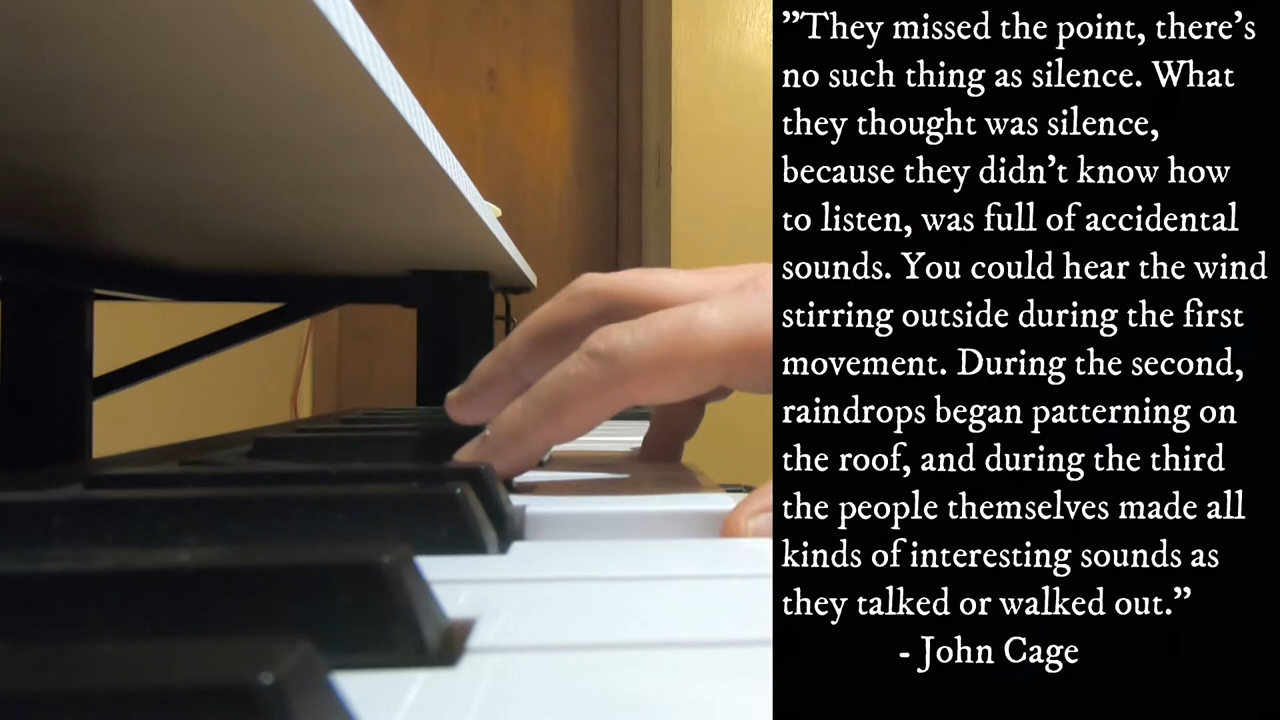 ”They missed the point, there’s
no such thing as silence. What
they thought was silence,
because they didn’t know how
to listen, was full of accidental
sounds. You could hear the wind
stirring outside during the first
movement. During the second,
raindrops began patterning on
the roof, and during the third
the people themselves made all
kinds of interesting sounds as
they talked or walked out.”
- John Cage